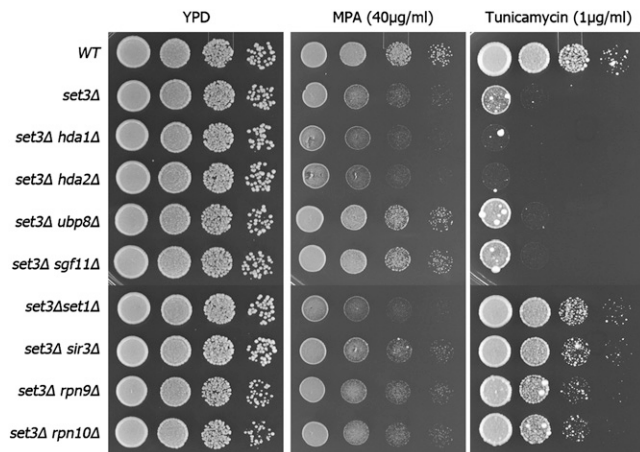 YPD MPA (40µg/ml) Tunicamycin (1µg/ml)
WT
set3Δ
set3Δ hda1Δ
set3Δ hda2Δ
set3Δ ubp8Δ
set3Δ sgf11Δ
set3Δset1Δ
set3Δ sir3Δ
set3Δ rpn9Δ
set3Δ rpn10Δ